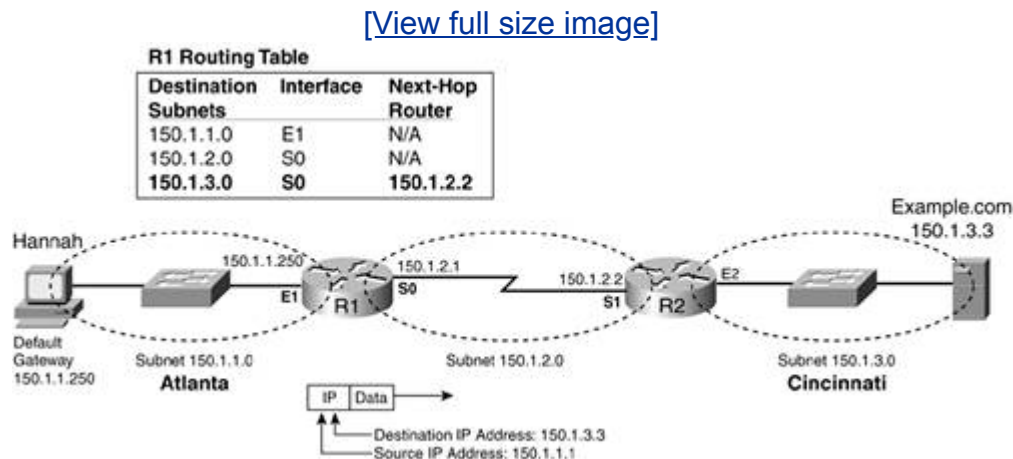 [View full size image]
R1 Routing Table
Destination Subnets Interface Next-Hop Router
150.1.1.0 E1 N/A
150.1.2.0 S0 N/A
150.1.3.0 S0 150.1.2.2
Example.com
150.1.3.3
Hannah
150.1.1.250
150.1.2.1
150.1.2.2
E2
E1
R1
S0
S1
R2
Default
Gateway
150.1.1.250
Subnet 150.1.1.0
Subnet 150.1.2.0
Subnet 150.1.3.0
Atlanta
Cincinnati
IP Data
Destination IP Address: 150.1.3.3
Source IP Address: 150.1.1.1